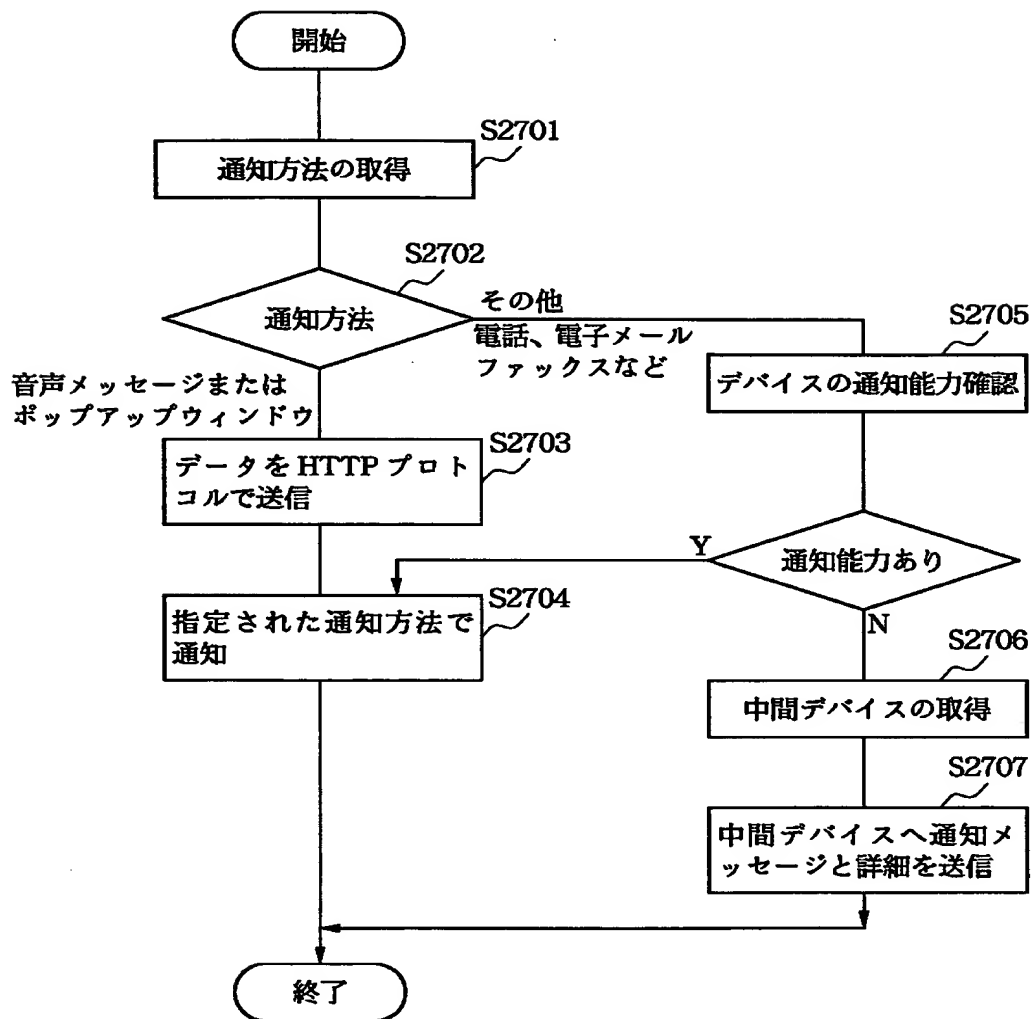 開始
S2701
通知方法の取得
S2702
通知方法
その他
電話、電子メール
ファックスなど
S2705
デバイスの通知能力確認
音声メッセージまたは
ポップアップウィンドウ
S2703
データをHTTPプロト
コルで送信
Y
通知能力あり
N
S2704
指定された通知方法で
通知
S2706
中間デバイスの取得
S2707
中間デバイスへ通知メ
ッセージと詳細を送信
終了